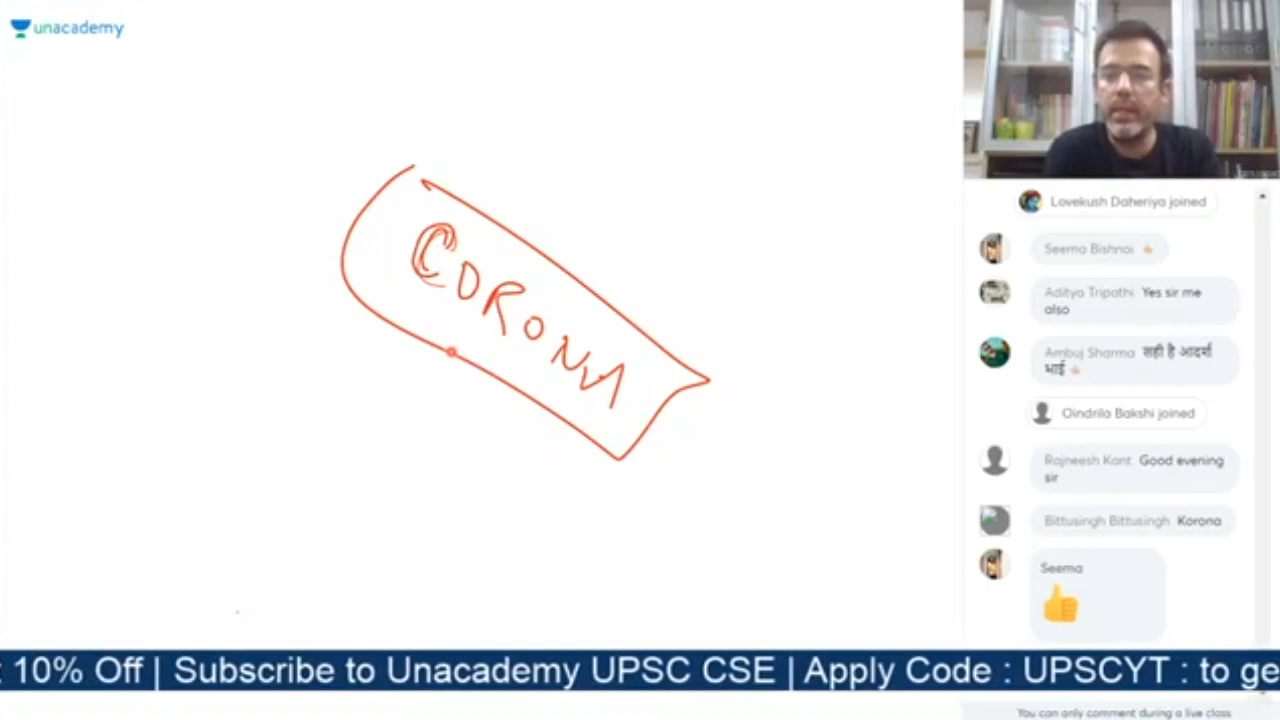 unacademy
CORONA
Lovekush Daheriya joined
Seema Bishnoi
Aditya Tripathi Yes sir me
also
Ambuj Sharma सही है आदर्श
भाई
Oindrila Bakshi joined
Rajneesh Kant Good evening
sir
Bittusingh Bittusingh Korona
Seema
10% Off | Subscribe to Unacademy UPSC CSE | Apply Code : UPSCYT : to ge
You can only comment during a live class